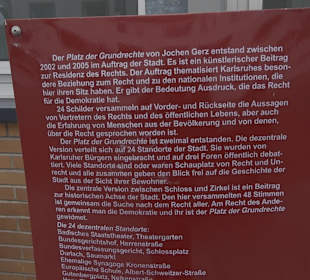 Der Platz der Grundrechte von Jochen Gerz entstand zwischen
2002 und 2005 im Auftrag der Stadt. Es ist ein künstlerischer Beitrag
zur Residenz des Rechts. Der Auftrag thematisiert Karlsruhes beson-
dere Beziehung zum Recht und zu den nationalen Institutionen, die
hier ihren Sitz haben. Er gibt der Bedeutung Ausdruck, die das Recht
für die Demokratie hat.
24 Schilder versammeln auf Vorder- und Rückseite die Aussagen
von Vertretern des Rechts und des öffentlichen Lebens, aber auch
die Erfahrung von Menschen aus der Bevölkerung und von denen,
über die Recht gesprochen worden ist.
Der Platz der Grundrechte ist zweimal entstanden. Die dezentrale
Version verteilt sich auf 24 Standorte der Stadt. Sie wurden von
Karlsruher Bürgern eingebracht und auf drei Foren öffentlich debat-
tiert. Viele Standorte sind oder waren Schauplatz von Recht und Un-
recht und alle zusammen geben den Blick frei auf die Geschichte der
Stadt aus der Sicht ihrer Bewohner.
Die zentrale Version zwischen Schloss und Zirkel ist ein Beitrag
zur historischen Achse der Stadt. Den hier versammelten 48 Stimmen
ist gemeinsam die Suche nach dem Recht aller. Am Recht des Ande-
ren erkennt man die Demokratie und ihr ist der Platz der Grundrechte
gewidmet.
Die 24 dezentralen Standorte:
Badisches Staatstheater, Theatergarten
Bundesgerichtshof, Herrenstraße
Bundesverfassungsgericht, Schlossplatz
Durlach, Saumarkt
Ehemalige Synagoge Kronenstraße
Europäische Schule, Albert-Schweitzer-Straße
Gutenbergplatz, Nelkenstraße